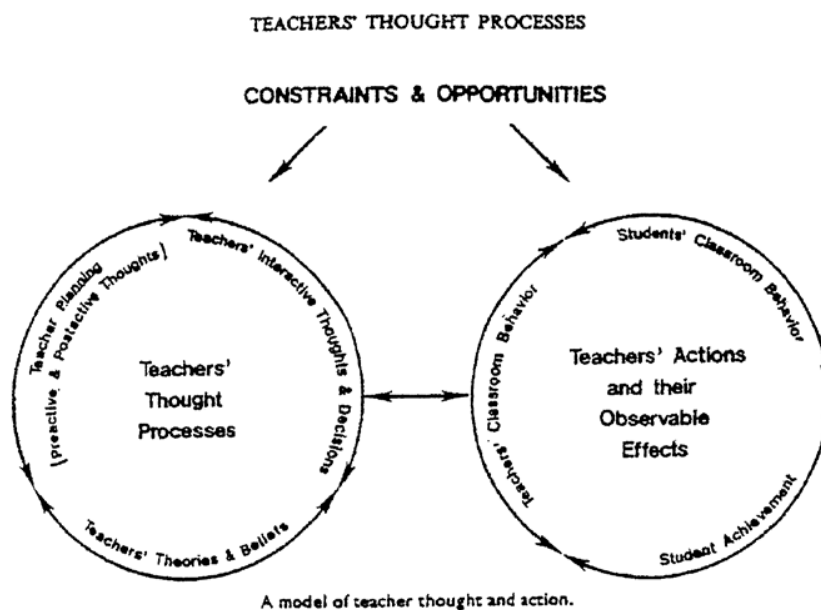 TEACHERS' THOUGHT PROCESSES
CONSTRAINTS & OPPORTUNITIES
Teacher Planning
[Preactive & Postactive Thoughts]
Teachers' Interactive Thoughts & Decisions
Teachers' Theories & Beliefs
Teachers'
Thought
Processes
Students' Classroom Behavior
Teachers' Classroom Behavior
Student Achievement
Teachers' Actions
and their
Observable
Effects
A model of teacher thought and action.